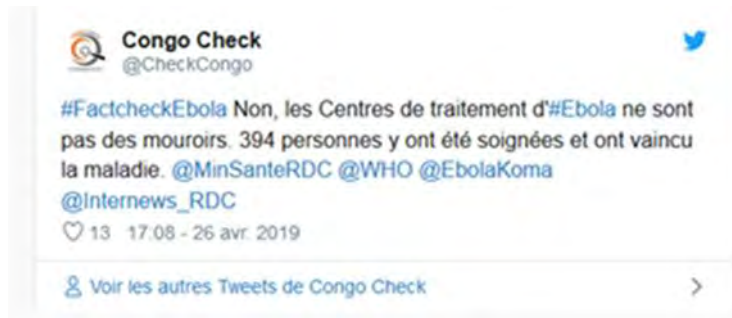 Congo Check
@CheckCongo
#FactcheckEbola Non, les Centres de traitement d'#Ebola ne sont
pas des mouroirs. 394 personnes y ont été soignées et ont vaincu
la maladie. @MinSanteRDC @WHO @EbolaKoma
@Internews_RDC
13 17:08 - 26 avr. 2019
Voir les autres Tweets de Congo Check